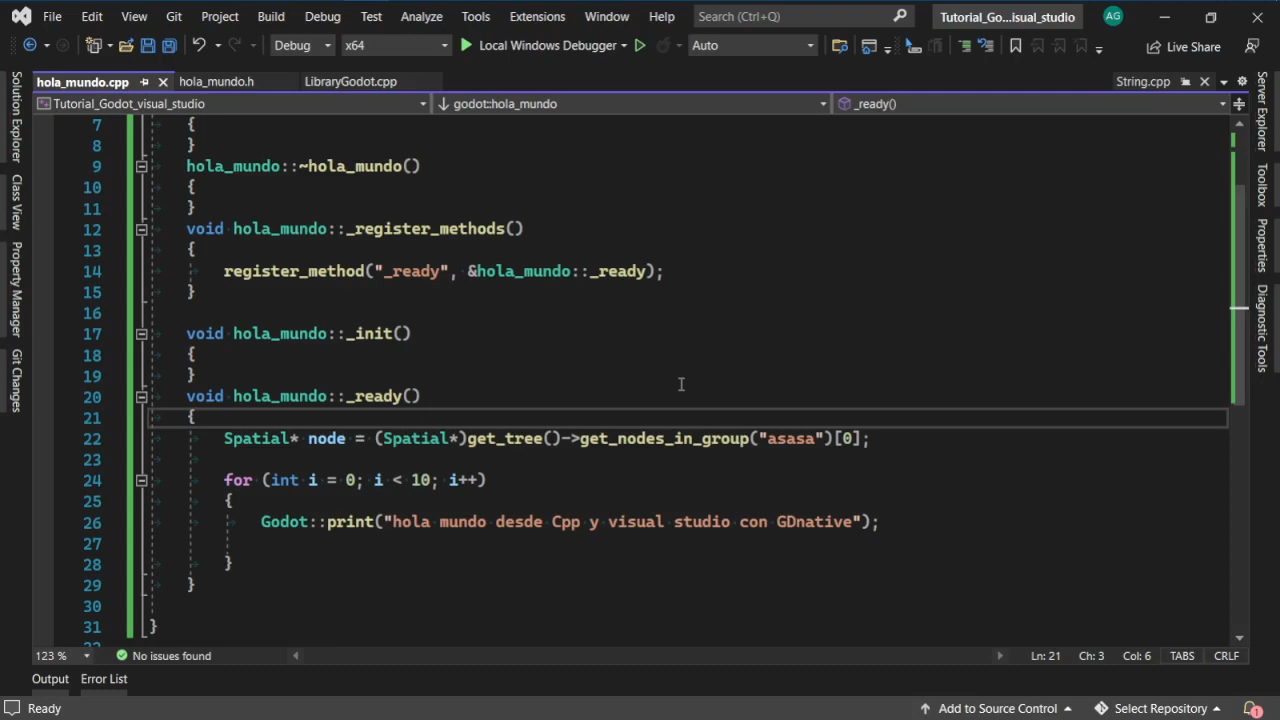 File Edit View Git Project Build Debug Test Analyze Tools Extensions Window Help Search (Ctrl+Q) Tutorial_Go...isual_studio AG
Debug x64 Local Windows Debugger Auto Live Share
hola_mundo.cpp hola_mundo.h LibraryGodot.cpp String.cpp
Tutorial_Godot_visual_studio godot::hola_mundo _ready()
Solution Explorer
Class View
Property Manager
Git Changes
7 {
8 }
9 hola_mundo::~hola_mundo()
10 {
11 }
12 void hola_mundo::_register_methods()
13 {
14 register_method("_ready", &hola_mundo::_ready);
15 }
16
17 void hola_mundo::_init()
18 {
19 }
20 void hola_mundo::_ready()
21 {
22 Spatial* node = (Spatial*)get_tree()->get_nodes_in_group("asasa")[0];
23
24 for (int i = 0; i < 10; i++)
25 {
26 Godot::print("hola mundo desde Cpp y visual studio con GDnative");
27
28 }
29 }
30
31 }
Server Explorer
Toolbox
Properties
Diagnostic Tools
123 % No issues found Ln: 21 Ch: 3 Col: 6 TABS CRLF
Output Error List
Ready Add to Source Control Select Repository 1